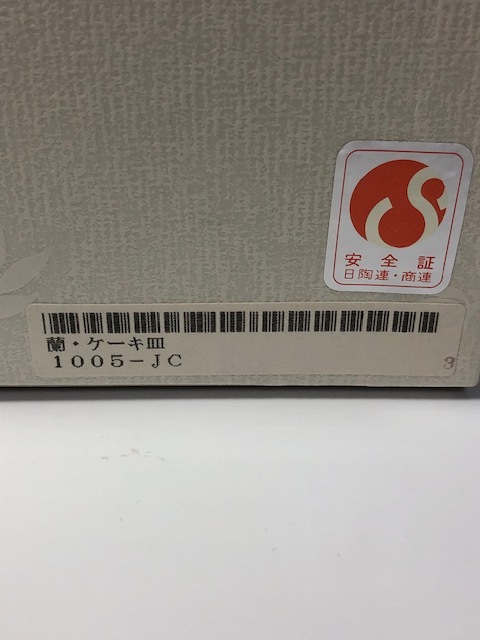 安全証
日陶連・商連
蘭・ケーキ皿
1005-JC
3